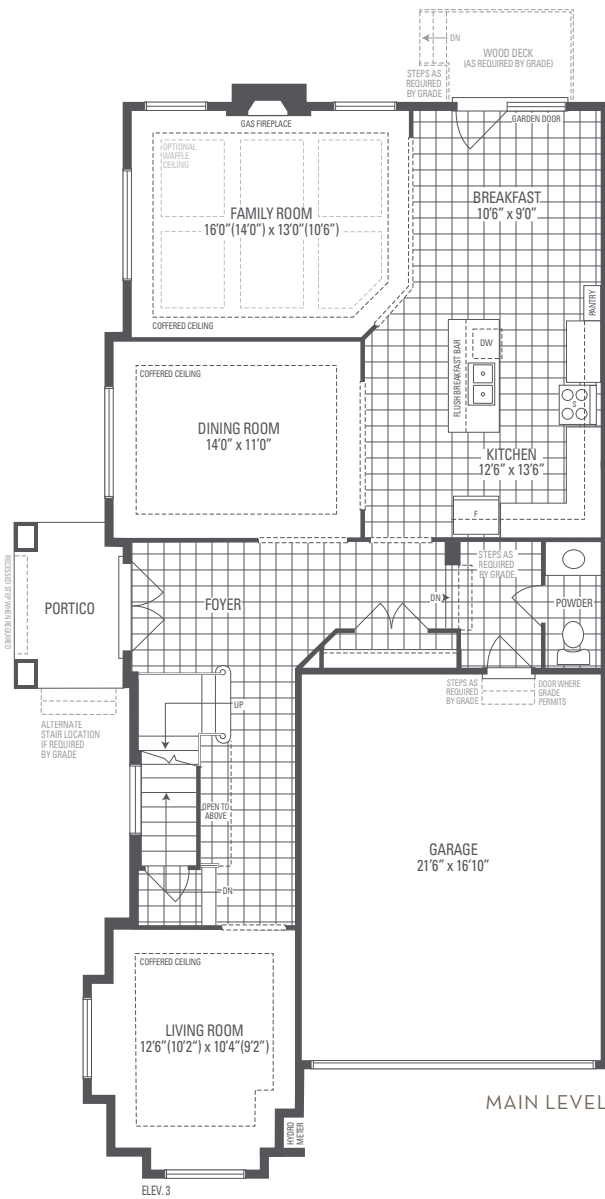 DN
WOOD DECK
(AS REQUIRED BY GRADE)
STEPS AS
REQUIRED
BY GRADE
GAS FIREPLACE
GARDEN DOOR
OPTIONAL
WAFFLE
CEILING
FAMILY ROOM
16'0"(14'0") x 13'0"(10'6")
BREAKFAST
10'6" x 9'0"
COFFERED CEILING
PANTRY
DW
FLUSH BREAKFAST BAR
S
COFFERED CEILING
DINING ROOM
14'0" x 11'0"
KITCHEN
12'6" x 13'6"
F
RECESSED STEP WHEN REQUIRED
PORTICO
FOYER
STEPS AS
REQUIRED
BY GRADE
DN
POWDER
ALTERNATE
STAIR LOCATION
IF REQUIRED
BY GRADE
UP
STEPS AS
REQUIRED
BY GRADE
DOOR WHERE
GRADE
PERMITS
OPEN TO
ABOVE
GARAGE
21'6" x 16'10"
DN
COFFERED CEILING
LIVING ROOM
12'6"(10'2") x 10'4"(9'2")
HYDRO
METER
MAIN LEVEL
ELEV. 3